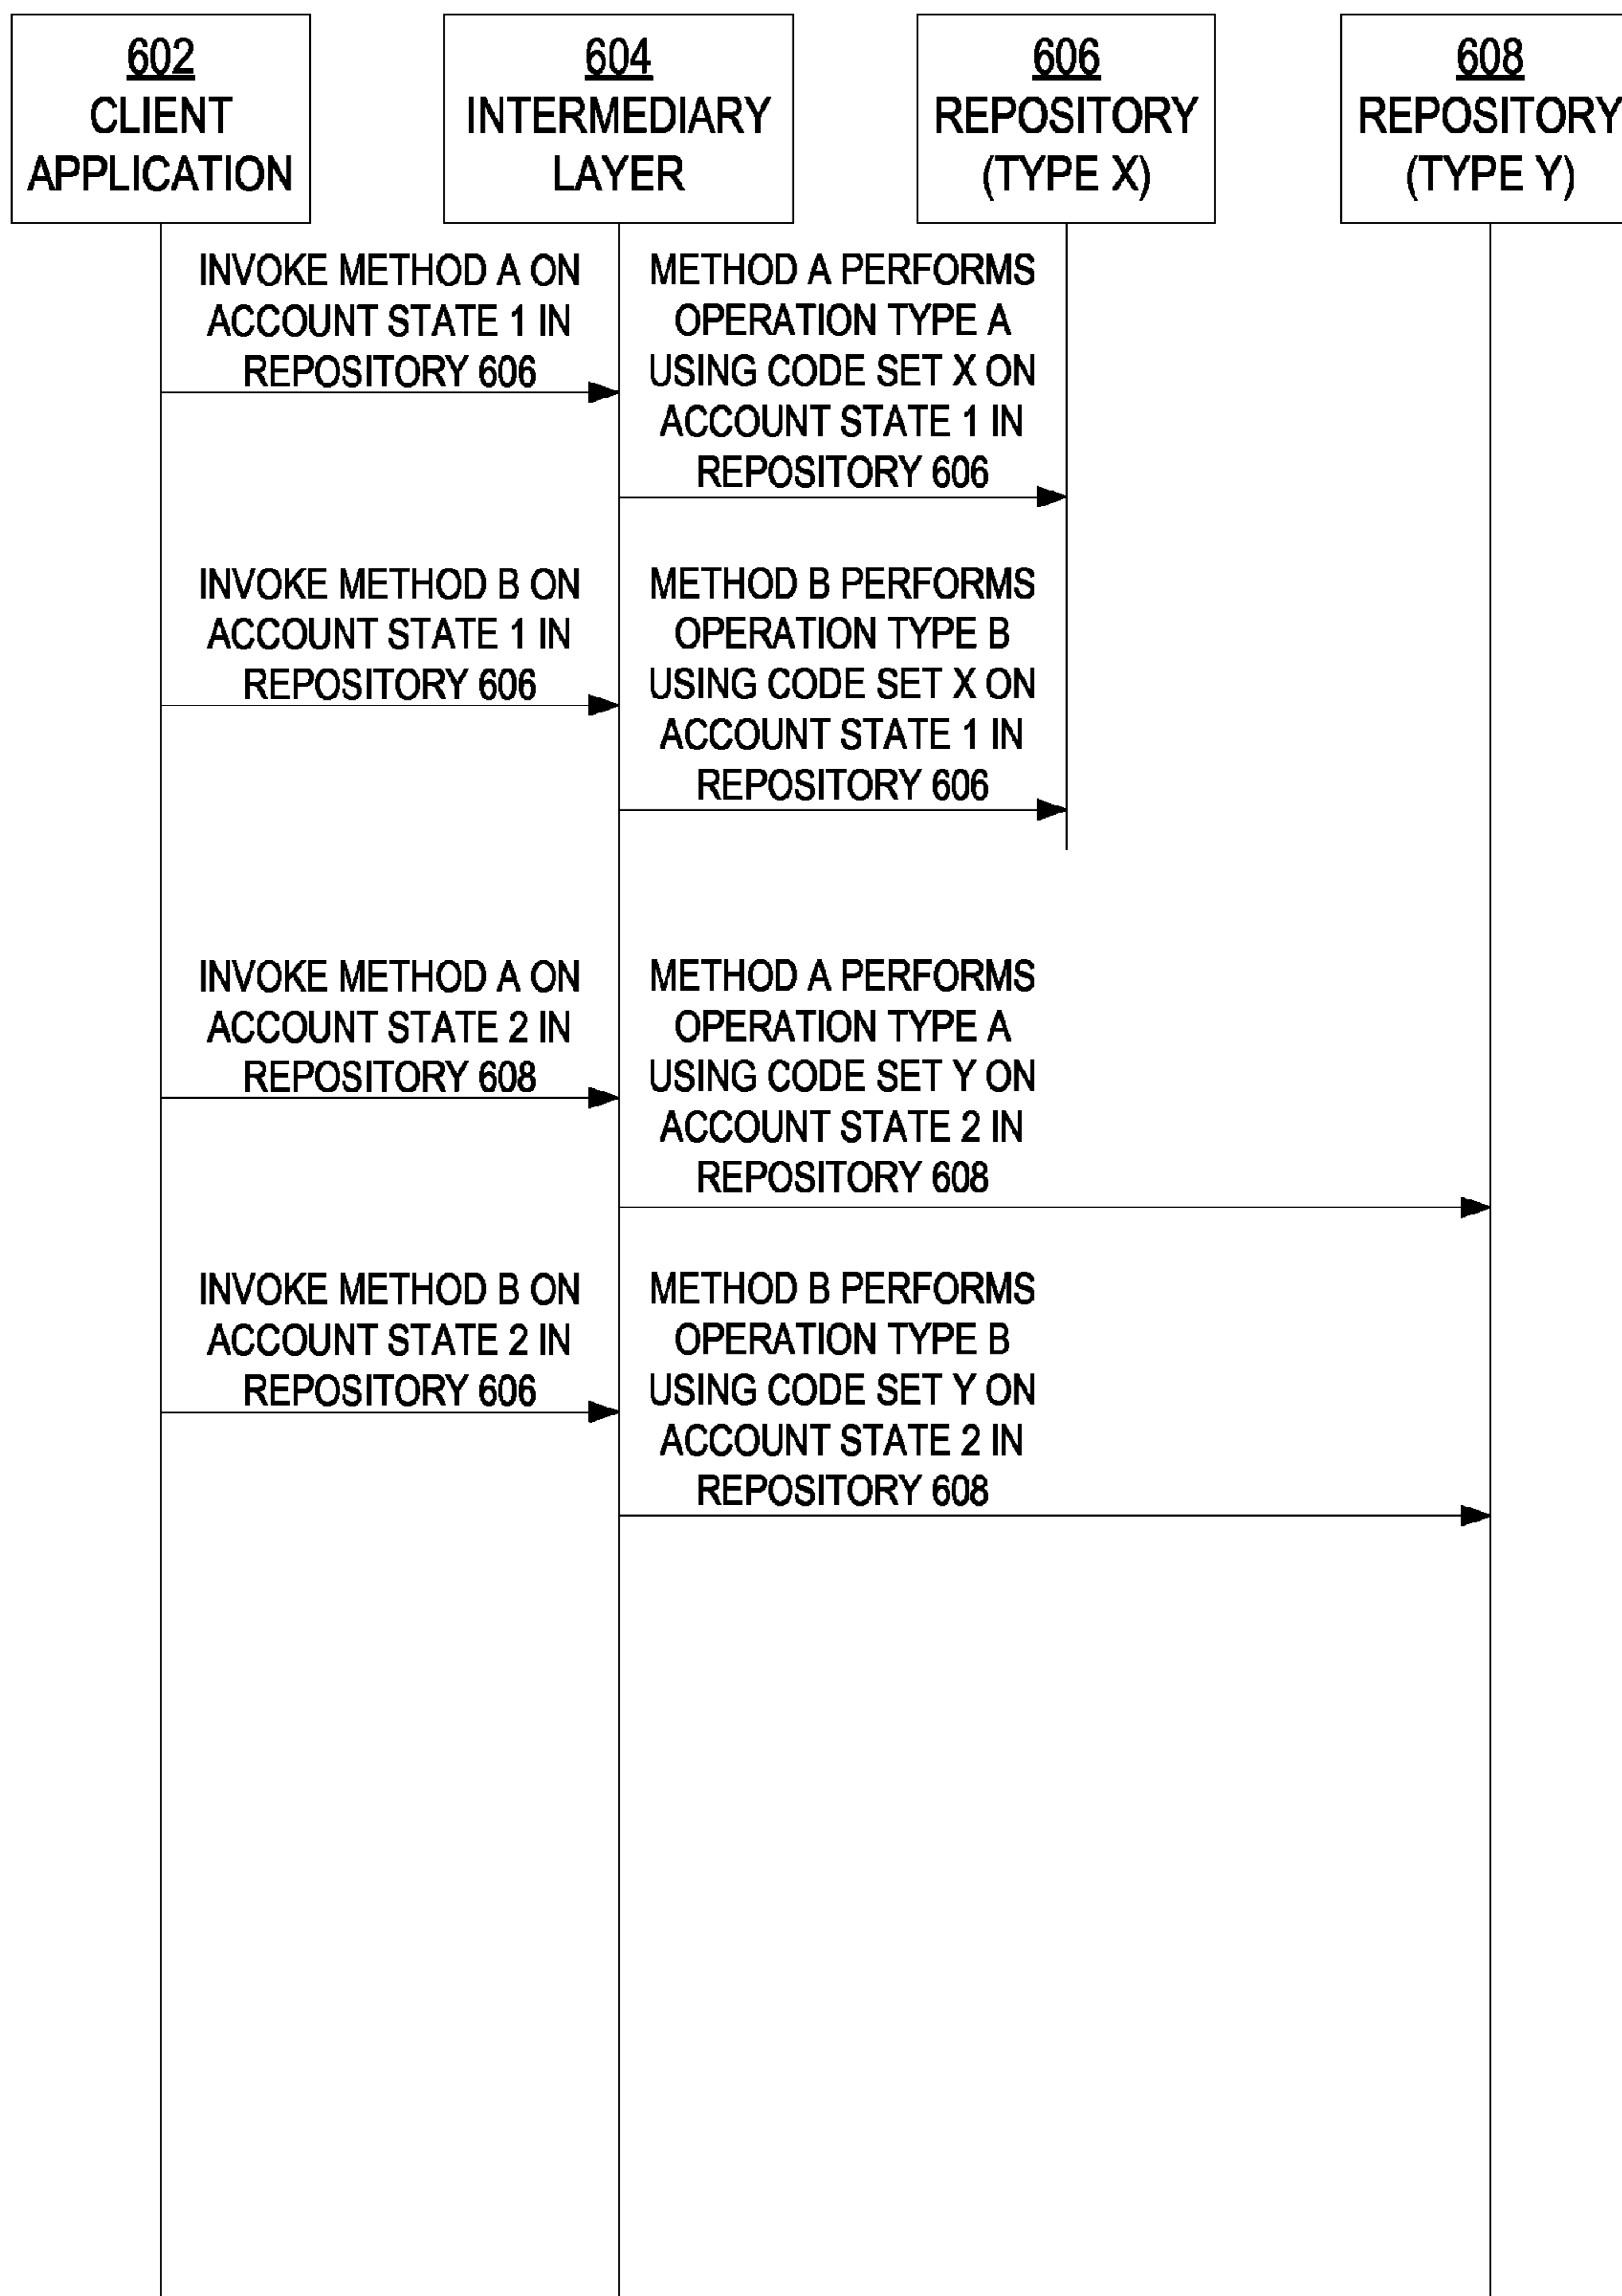 602
CLIENT
APPLICATION
604
INTERMEDIARY
LAYER
606
REPOSITORY
(TYPE X)
608
REPOSITORY
(TYPE Y)
INVOKE METHOD A ON
ACCOUNT STATE 1 IN
REPOSITORY 606
METHOD A PERFORMS
OPERATION TYPE A
USING CODE SET X ON
ACCOUNT STATE 1 IN
REPOSITORY 606
INVOKE METHOD B ON
ACCOUNT STATE 1 IN
REPOSITORY 606
METHOD B PERFORMS
OPERATION TYPE B
USING CODE SET X ON
ACCOUNT STATE 1 IN
REPOSITORY 606
INVOKE METHOD A ON
ACCOUNT STATE 2 IN
REPOSITORY 608
METHOD A PERFORMS
OPERATION TYPE A
USING CODE SET Y ON
ACCOUNT STATE 2 IN
REPOSITORY 608
INVOKE METHOD B ON
ACCOUNT STATE 2 IN
REPOSITORY 606
METHOD B PERFORMS
OPERATION TYPE B
USING CODE SET Y ON
ACCOUNT STATE 2 IN
REPOSITORY 608